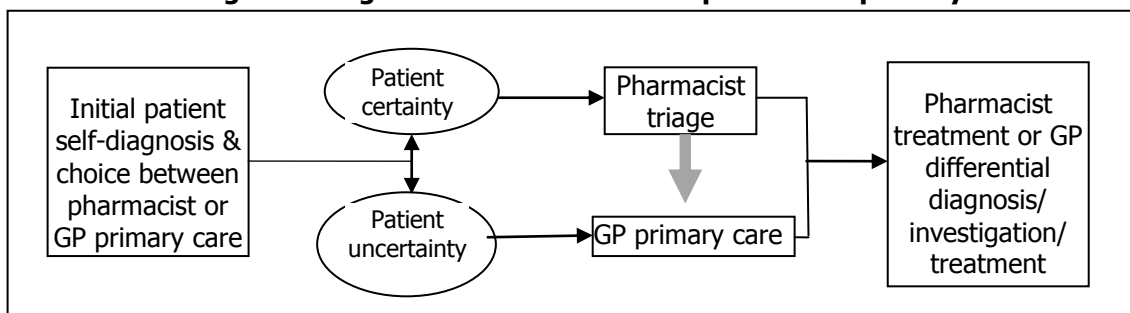 Initial patient
self-diagnosis &
choice between
pharmacist or
GP primary care
Patient
certainty
Patient
uncertainty
Pharmacist
triage
GP primary care
Pharmacist
treatment or GP
differential
diagnosis/
investigation/
treatment